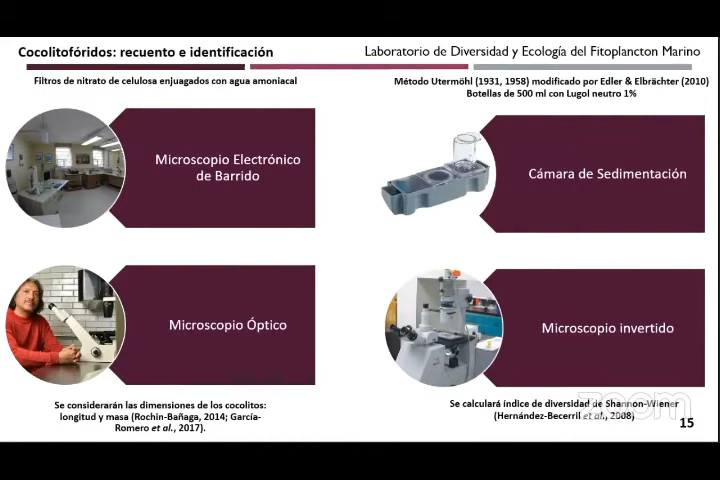 Cocolitofóridos: recuento e identificación
Laboratorio de Diversidad y Ecología del Fitoplancton Marino
Filtros de nitrato de celulosa enjuagados con agua amoniacal
Microscopio Electrónico
de Barrido
Microscopio Óptico
Se considerarán las dimensiones de los cocolitos:
longitud y masa (Rochin-Bañaga, 2014; García-
Romero et al., 2017).
Método Utermöhl (1931, 1958) modificado por Edler & Elbrächter (2010)
Botellas de 500 ml con Lugol neutro 1%
Cámara de Sedimentación
Microscopio invertido
Se calculará índice de diversidad de Shannon-Wiener
(Hernández-Becerril et al., 2008)
zoom
15